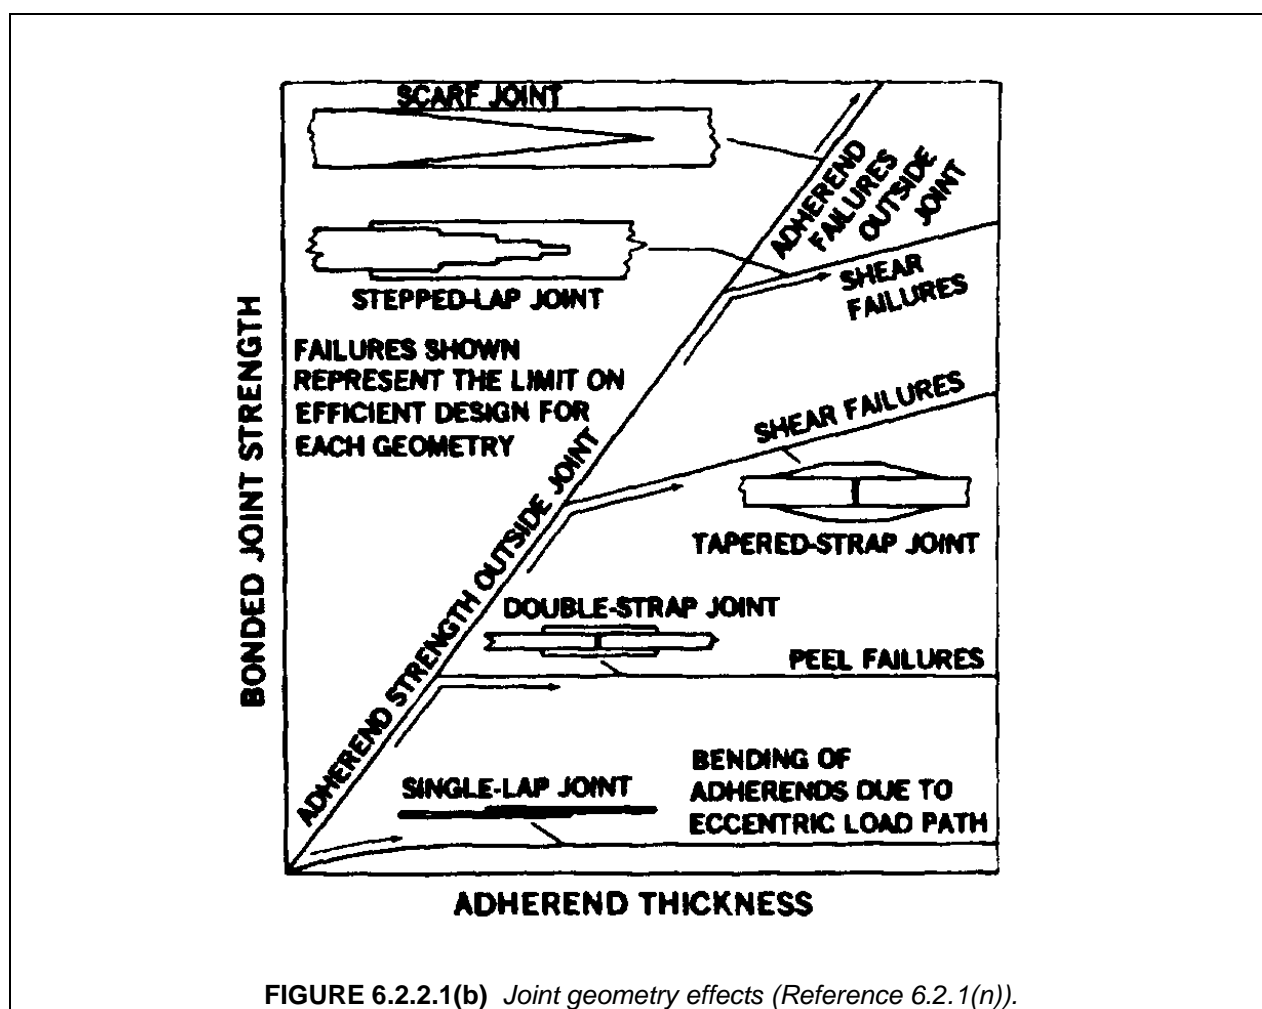 SCARF JOINT
STEPPED-LAP JOINT
FAILURES SHOWN
REPRESENT THE LIMIT ON
EFFICIENT DESIGN FOR
EACH GEOMETRY
ADHEREND
FAILURES
OUTSIDE
JOINT
SHEAR
FAILURES
SHEAR FAILURES
TAPERED-STRAP JOINT
ADHEREND STRENGTH OUTSIDE JOINT
DOUBLE-STRAP JOINT
PEEL FAILURES
SINGLE-LAP JOINT
BENDING OF
ADHERENDS DUE TO
ECCENTRIC LOAD PATH
BONDED JOINT STRENGTH
ADHEREND THICKNESS
FIGURE 6.2.2.1(b) Joint geometry effects (Reference 6.2.1(n)).